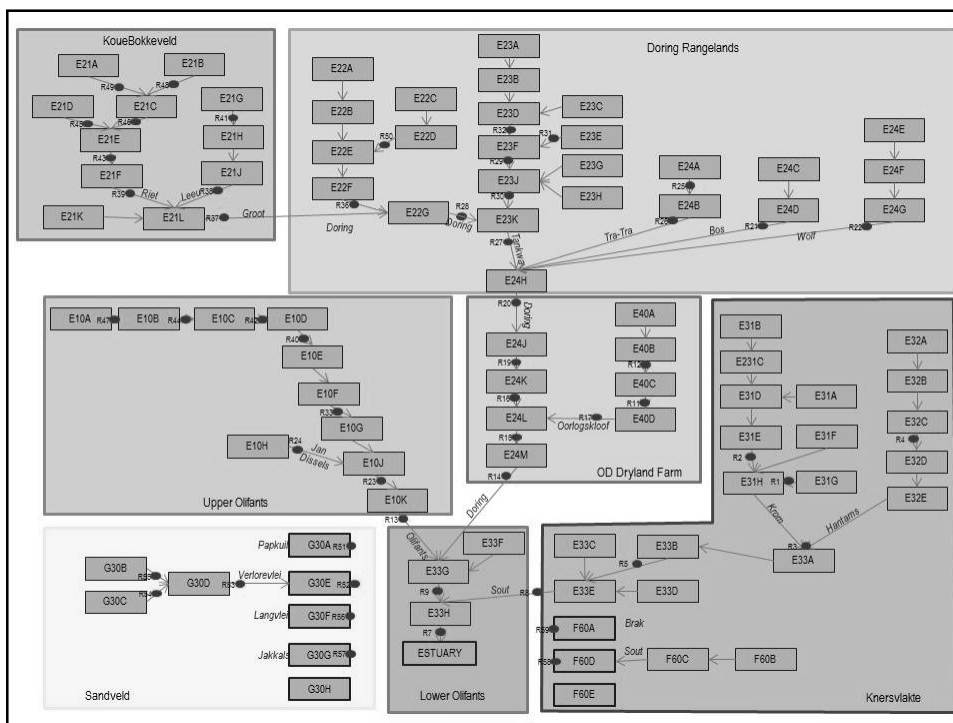 KoueBokkeveld
E21A
E21B
R49
R48
E21D
E21C
E21G
R45
R46
R41
E21E
E21H
R43
E21F
E21J
R39
Riet
Leeu
R38
E21K
E21L
R37
Groot
Doring Rangelands
E22A
E23A
E23B
E22B
E22C
E23D
E23C
R32
E22D
R50
E23F
R31
E23E
E22E
R29
E23G
E22F
E23J
R30
E23H
R36
E22G
R28
E23K
Doring
Doring
R27
Tankwa
E24A
R25
E24B
R26
Tra-Tra
E24C
E24D
R21
Bos
E24E
E24F
E24G
R22
Wolf
E24H
R20
Doring
E10A
R47
E10B
R44
E10C
R42
E10D
R40
E10E
E10F
R33
E10G
E10H
R24
Jan
Dissels
E10J
R23
E10K
Upper Olifants
R13
Olifants
E24J
R19
E24K
R16
E24L
R15
E24M
R14
Doring
E40A
E40B
R12
E40C
R11
E40D
R17
Oorlogskloof
OD Dryland Farm
E31B
E231C
E31D
E31A
E31E
E31F
R2
E31H
R1
E31G
Krom
E32A
E32B
E32C
R4
E32D
E32E
Hantams
R3
E33A
E33C
E33B
R5
E33E
E33D
R8
Sout
F60A
R59
Brak
F60D
R58
Sout
F60C
F60B
F60E
Knersvlakte
E33F
E33G
R9
E33H
R7
ESTUARY
Lower Olifants
Papkuil
G30A
R51
G30B
R55
G30D
R53
Verlorevlei
G30E
R52
G30C
R54
Langvlei
G30F
R56
Jakkals
G30G
R57
G30H
Sandveld